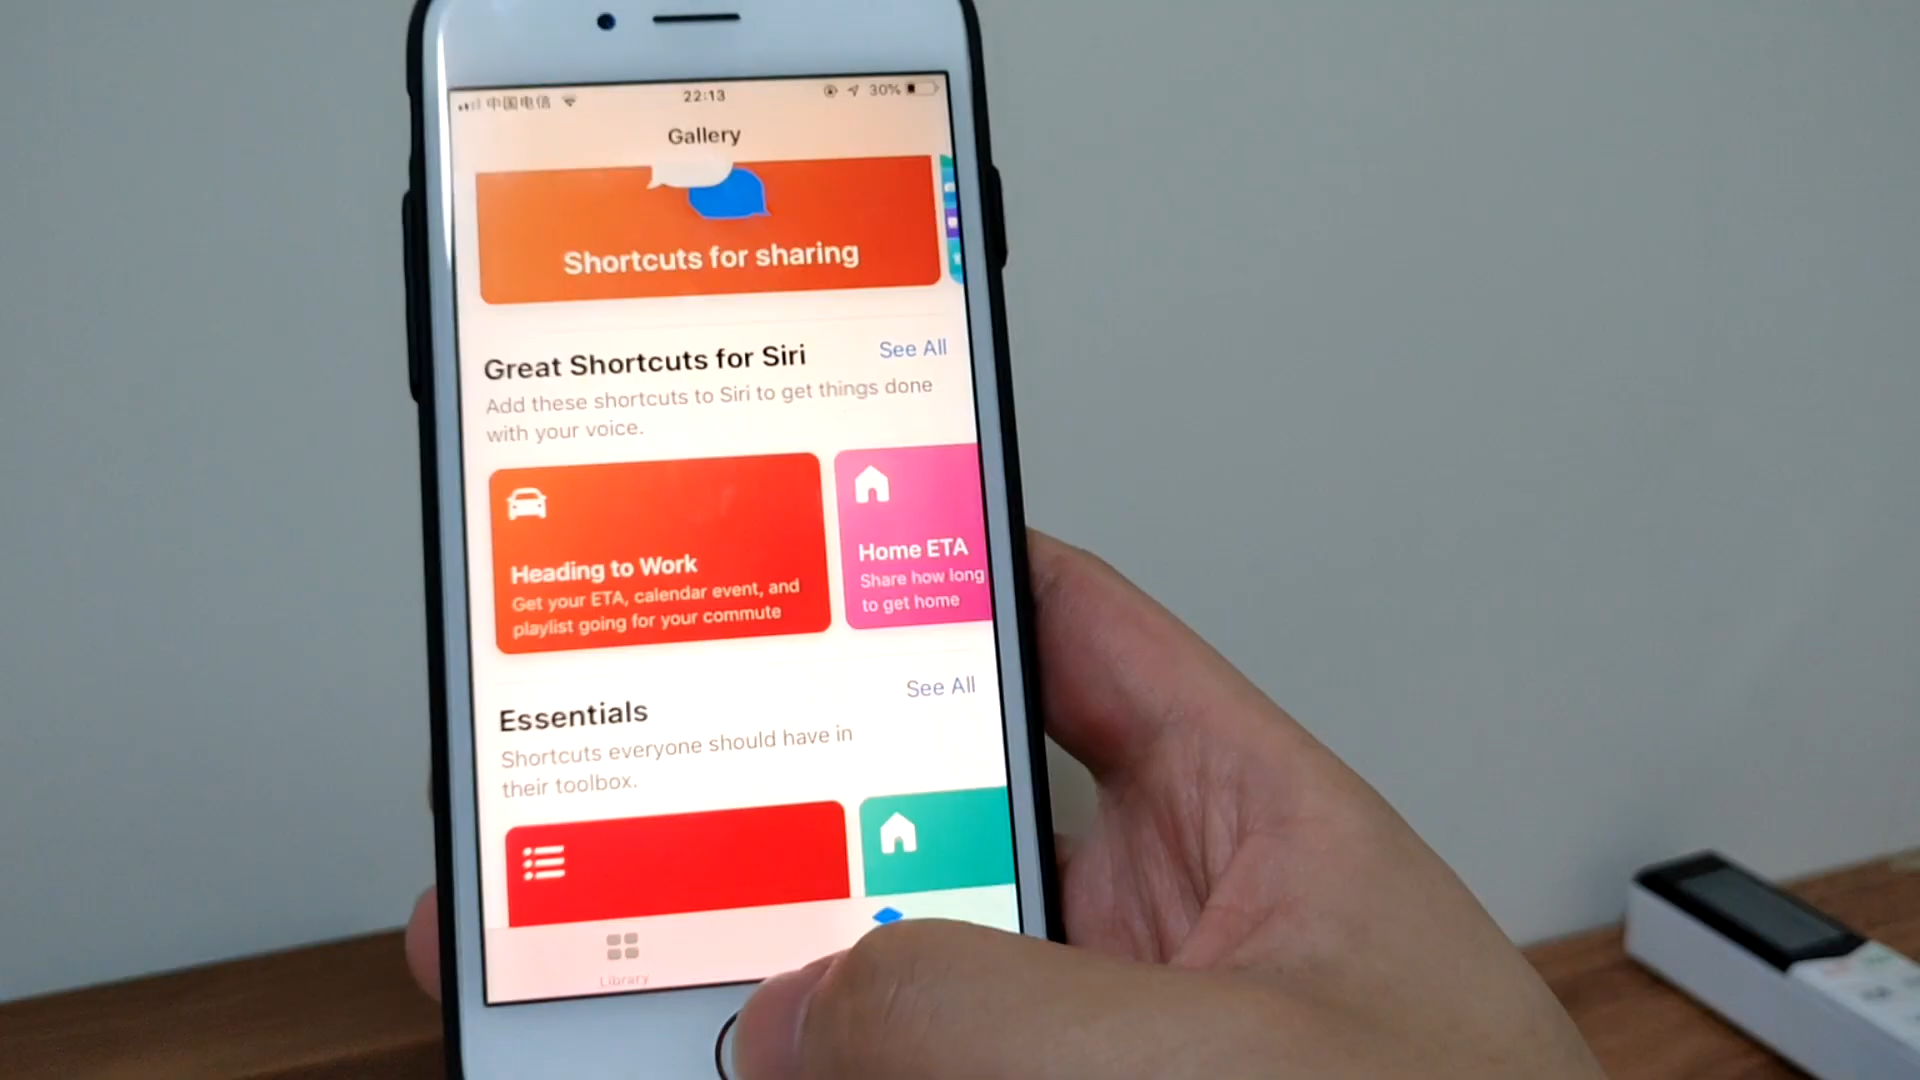 中国电信
22:13
30%
Gallery
Shortcuts for sharing
Great Shortcuts for Siri
See All
Add these shortcuts to Siri to get things done
with your voice.
Heading to Work
Get your ETA, calendar event, and
playlist going for your commute
Home ETA
Share how long
to get home
Essentials
See All
Shortcuts everyone should have in
their toolbox.
Library